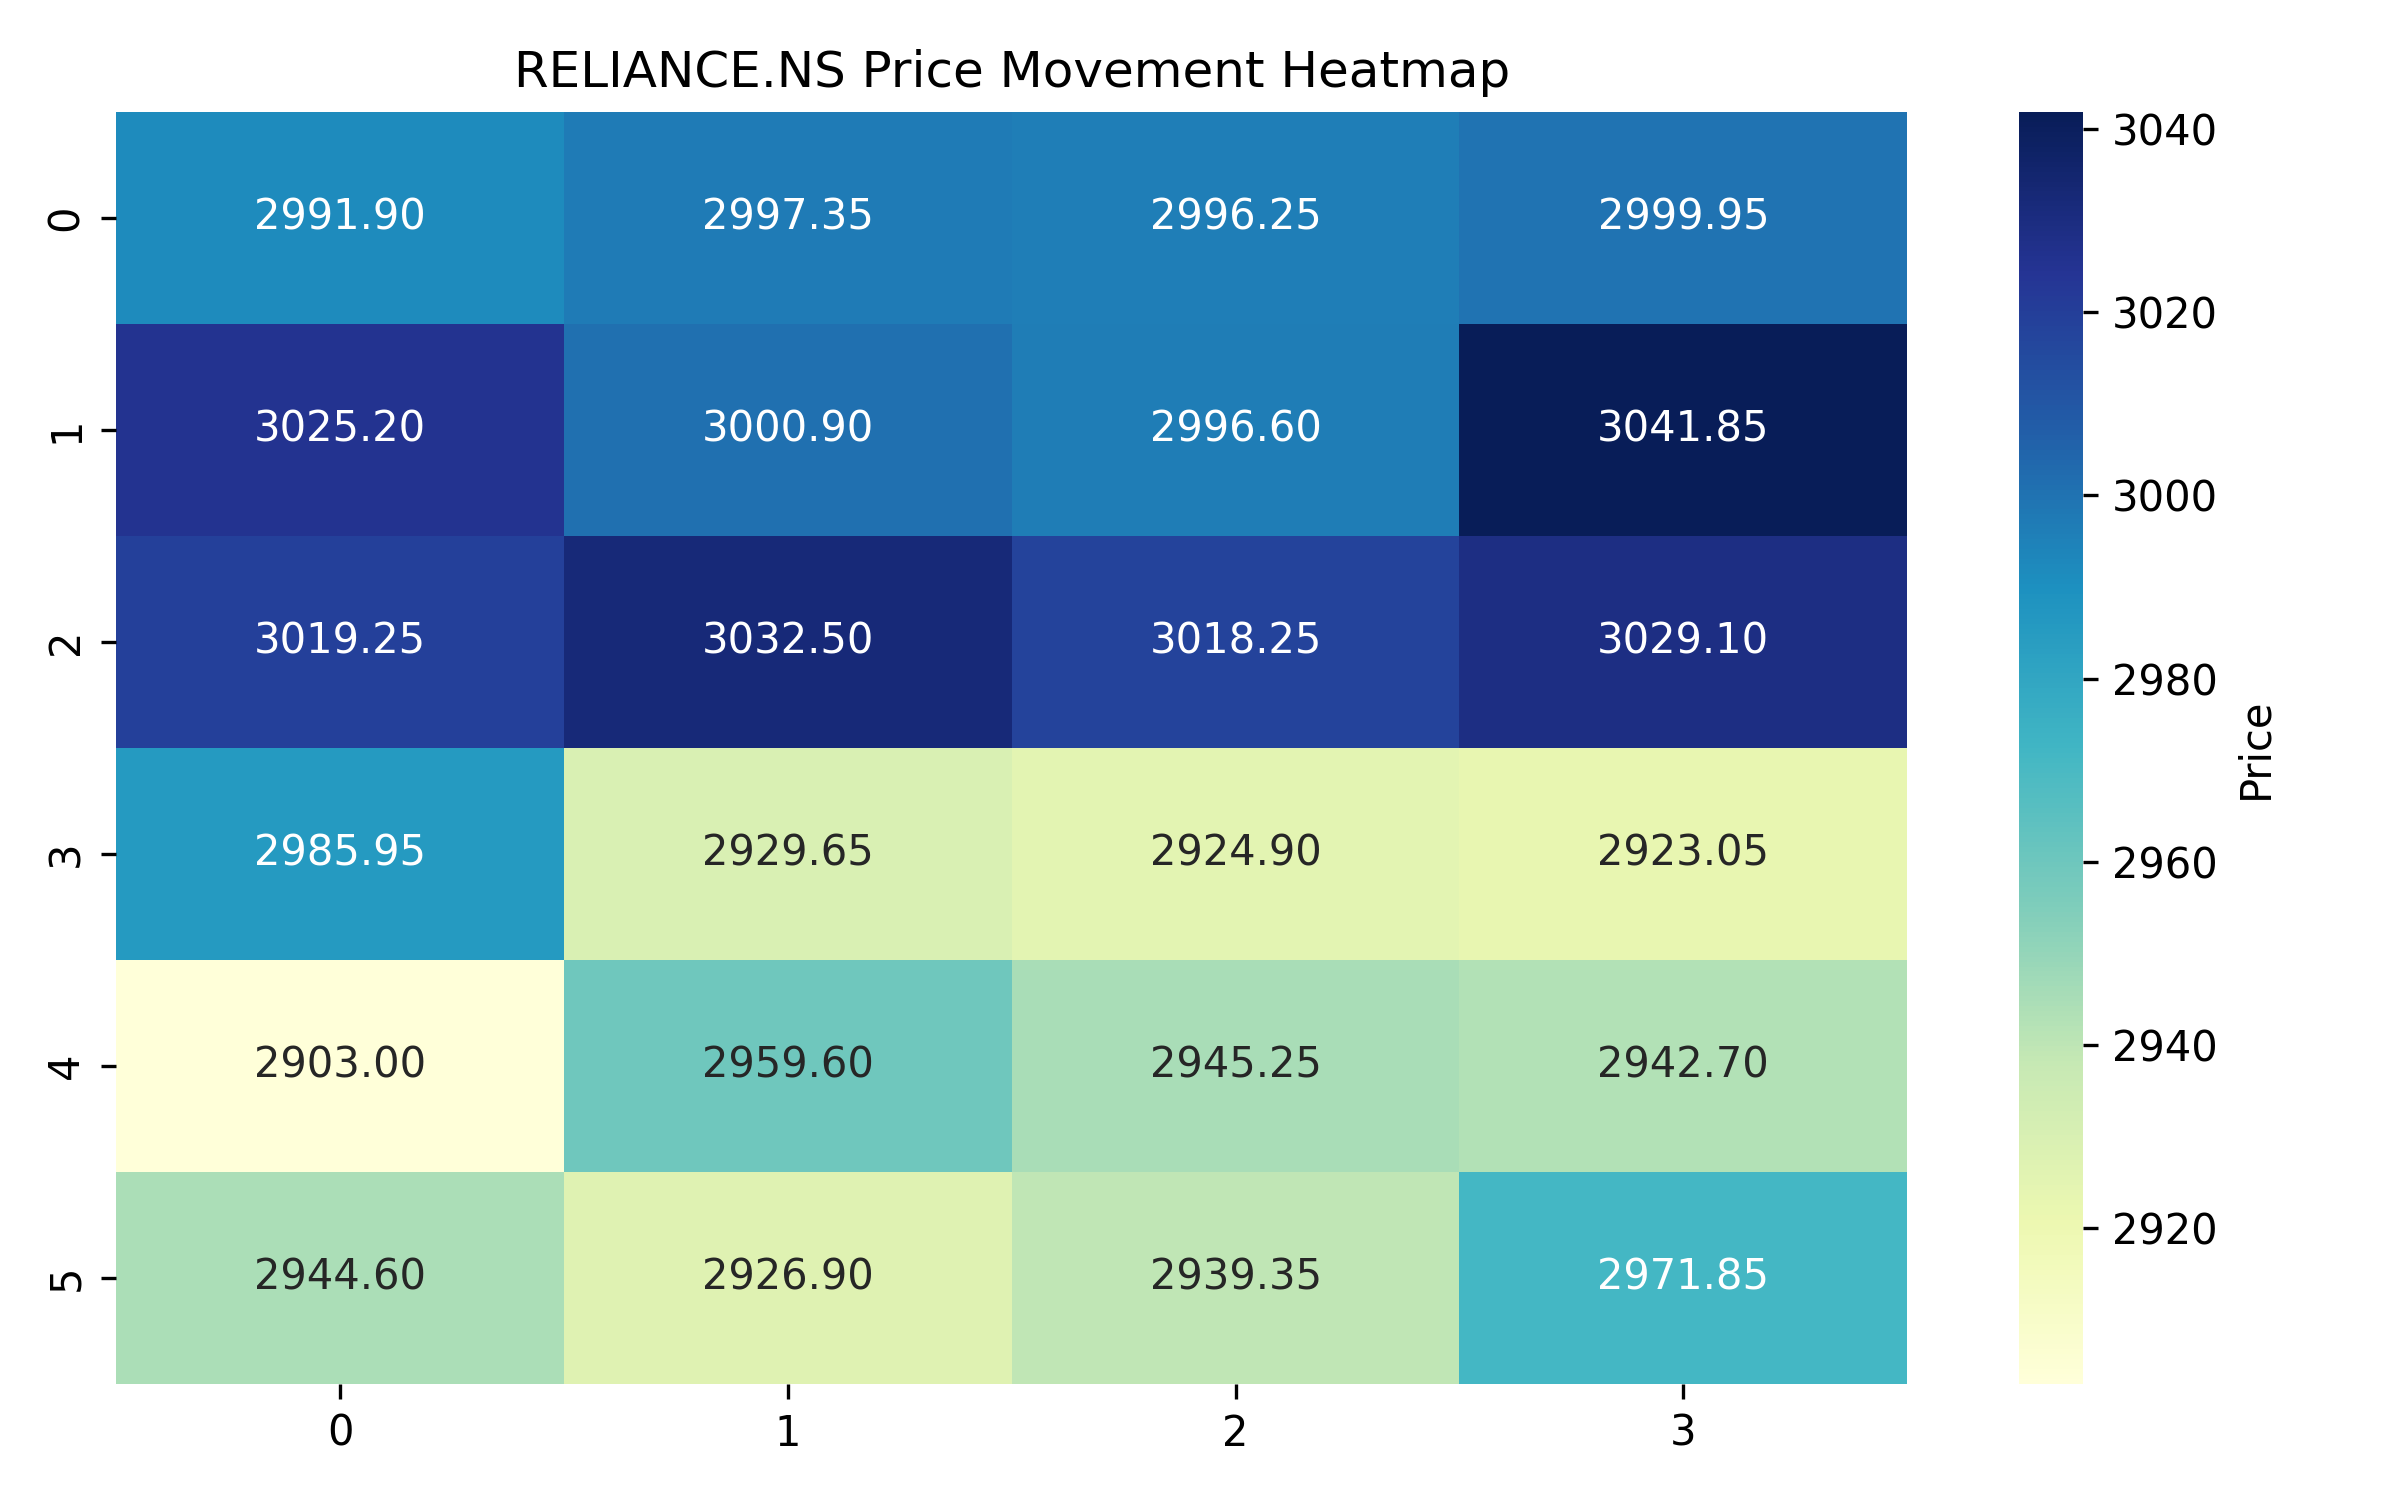 RELIANCE.NS Price Movement Heatmap
0 2991.90 2997.35 2996.25 2999.95
1 3025.20 3000.90 2996.60 3041.85
2 3019.25 3032.50 3018.25 3029.10
3 2985.95 2929.65 2924.90 2923.05
4 2903.00 2959.60 2945.25 2942.70
5 2944.60 2926.90 2939.35 2971.85
0 1 2 3
3040
3020
3000
2980
2960
2940
2920
Price